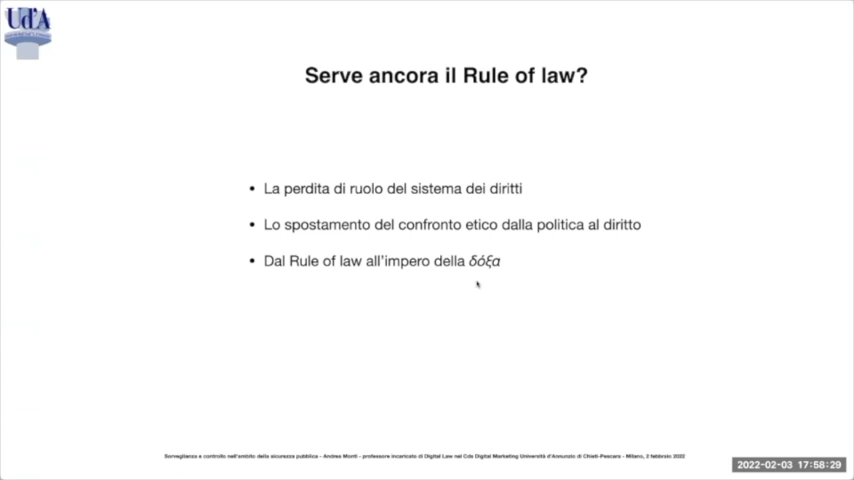 Ud'A
Serve ancora il Rule of law?
• La perdita di ruolo del sistema dei diritti
• Lo spostamento del confronto etico dalla politica al diritto
• Dal Rule of law all'impero della δόξα
Sorveglianza e controllo nell'ambito della sicurezza pubblica - Andrea Monti - professore incaricato di Digital Law nel Cds Digital Marketing Università d'Annunzio di Chieti-Pescara - Milano, 2 febbraio 2022
2022-02-03 17:58:29